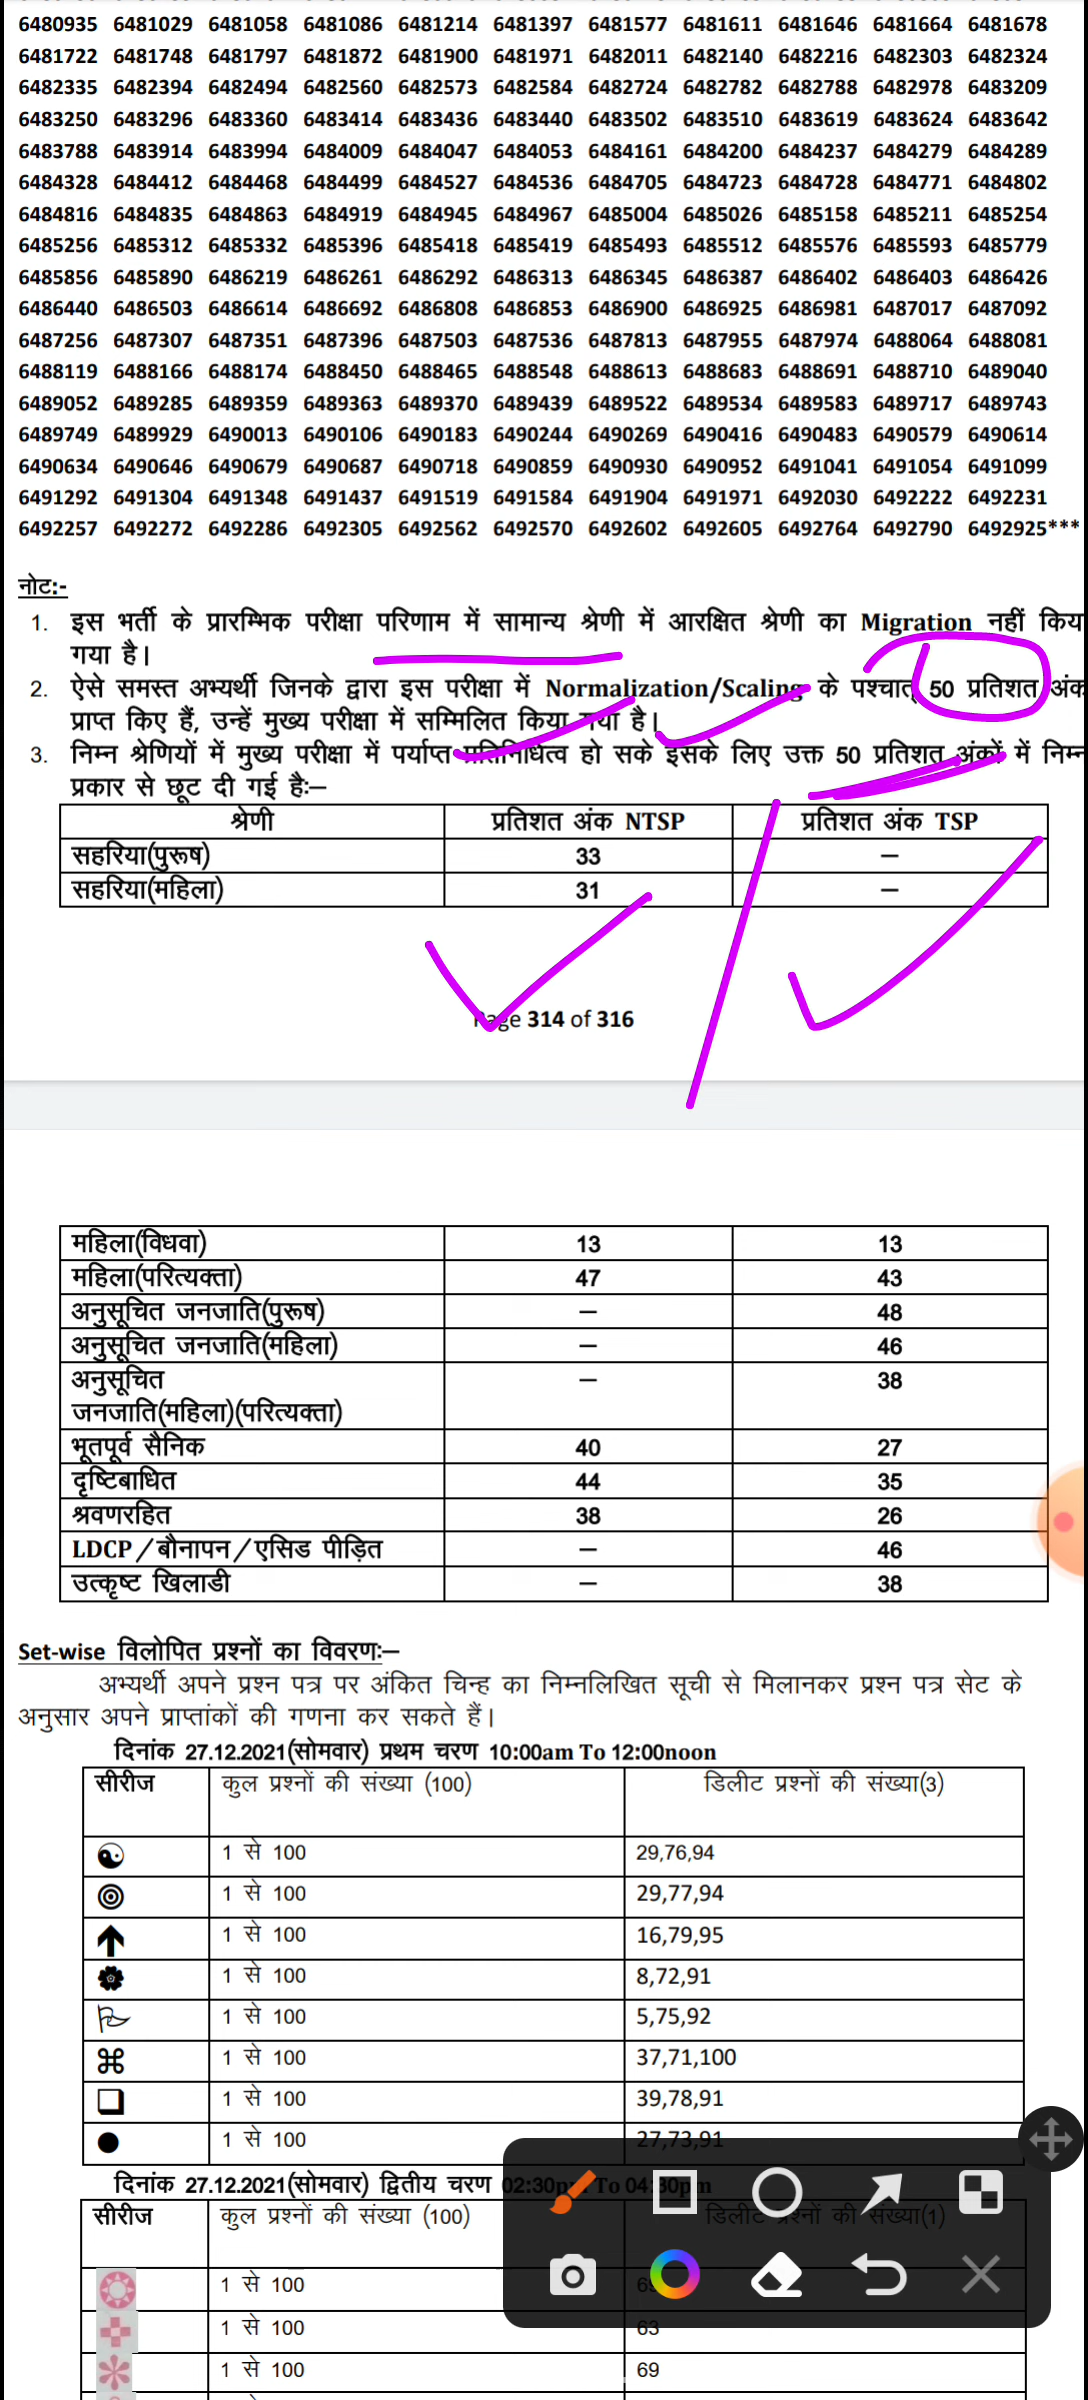 6480935 6481029 6481058 6481086 6481214 6481397 6481577 6481611 6481646 6481664 6481678
6481722 6481748 6481797 6481872 6481900 6481971 6482011 6482140 6482216 6482303 6482324
6482335 6482394 6482494 6482560 6482573 6482584 6482724 6482782 6482788 6482978 6483209
6483250 6483296 6483360 6483414 6483436 6483440 6483502 6483510 6483619 6483624 6483642
6483788 6483914 6483994 6484009 6484047 6484053 6484161 6484200 6484237 6484279 6484289
6484328 6484412 6484468 6484499 6484527 6484536 6484705 6484723 6484728 6484771 6484802
6484816 6484835 6484863 6484919 6484945 6484967 6485004 6485026 6485158 6485211 6485254
6485256 6485312 6485332 6485396 6485418 6485419 6485493 6485512 6485576 6485593 6485779
6485856 6485890 6486219 6486261 6486292 6486313 6486345 6486387 6486402 6486403 6486426
6486440 6486503 6486614 6486692 6486808 6486853 6486900 6486925 6486981 6487017 6487092
6487256 6487307 6487351 6487396 6487503 6487536 6487813 6487955 6487974 6488064 6488081
6488119 6488166 6488174 6488450 6488465 6488548 6488613 6488683 6488691 6488710 6489040
6489052 6489285 6489359 6489363 6489370 6489439 6489522 6489534 6489583 6489717 6489743
6489749 6489929 6490013 6490106 6490183 6490244 6490269 6490416 6490483 6490579 6490614
6490634 6490646 6490679 6490687 6490718 6490859 6490930 6490952 6491041 6491054 6491099
6491292 6491304 6491348 6491437 6491519 6491584 6491904 6491971 6492030 6492222 6492231
6492257 6492272 6492286 6492305 6492562 6492570 6492602 6492605 6492764 6492790 6492925***
नोट:-
1. इस भर्ती के प्रारम्भिक परीक्षा परिणाम में सामान्य श्रेणी में आरक्षित श्रेणी का Migration नहीं किय
गया है।
2. ऐसे समस्त अभ्यर्थी जिनके द्वारा इस परीक्षा में Normalization/Scaling के पश्चात् 50 प्रतिशत अंक
प्राप्त किए हैं, उन्हें मुख्य परीक्षा में सम्मिलित किया गया है।
3. निम्न श्रेणियों में मुख्य परीक्षा में पर्याप्त प्रतिनिधित्व हो सके इसके लिए उक्त 50 प्रतिशत अंकों में निम्न
प्रकार से छूट दी गई है:–
श्रेणी प्रतिशत अंक NTSP प्रतिशत अंक TSP
सहरिया(पुरूष) 33 –
सहरिया(महिला) 31 –
Page 314 of 316
महिला(विधवा) 13 13
महिला(परित्यक्ता) 47 43
अनुसूचित जनजाति(पुरूष) – 48
अनुसूचित जनजाति(महिला) – 46
अनुसूचित – 38
जनजाति(महिला)(परित्यक्ता)
भूतपूर्व सैनिक 40 27
दृष्टिबाधित 44 35
श्रवणरहित 38 26
LDCP/बौनापन/एसिड पीड़ित – 46
उत्कृष्ट खिलाडी – 38
Set-wise विलोपित प्रश्नों का विवरण:–
अभ्यर्थी अपने प्रश्न पत्र पर अंकित चिन्ह का निम्नलिखित सूची से मिलानकर प्रश्न पत्र सेट के
अनुसार अपने प्राप्तांकों की गणना कर सकते हैं।
दिनांक 27.12.2021(सोमवार) प्रथम चरण 10:00am To 12:00noon
सीरीज कुल प्रश्नों की संख्या (100) डिलीट प्रश्नों की संख्या(3)
1 से 100 29,76,94
1 से 100 29,77,94
1 से 100 16,79,95
1 से 100 8,72,91
1 से 100 5,75,92
1 से 100 37,71,100
1 से 100 39,78,91
1 से 100 27,73,91
दिनांक 27.12.2021(सोमवार) द्वितीय चरण 02:30pm To 04:30pm
सीरीज कुल प्रश्नों की संख्या (100) डिलीट प्रश्नों की संख्या(1)
1 से 100
1 से 100 63
1 से 100 69